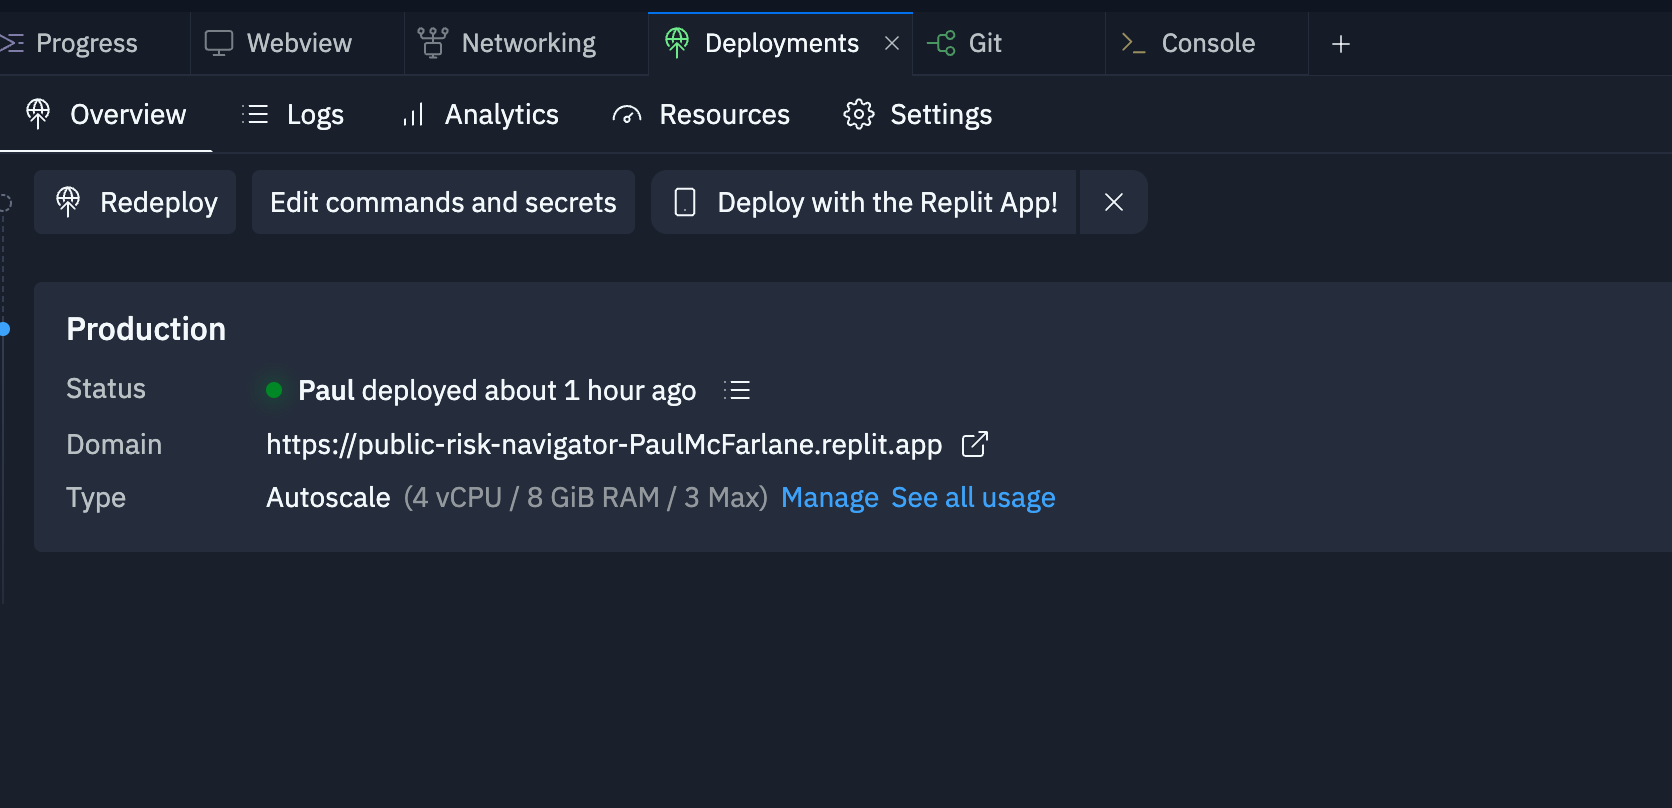 Progress Webview Networking Deployments Git Console
Overview Logs Analytics Resources Settings
Redeploy Edit commands and secrets Deploy with the Replit App!
Production
Status Paul deployed about 1 hour ago
Domain https://public-risk-navigator-PaulMcFarlane.replit.app
Type Autoscale (4 vCPU / 8 GiB RAM / 3 Max) Manage See all usage